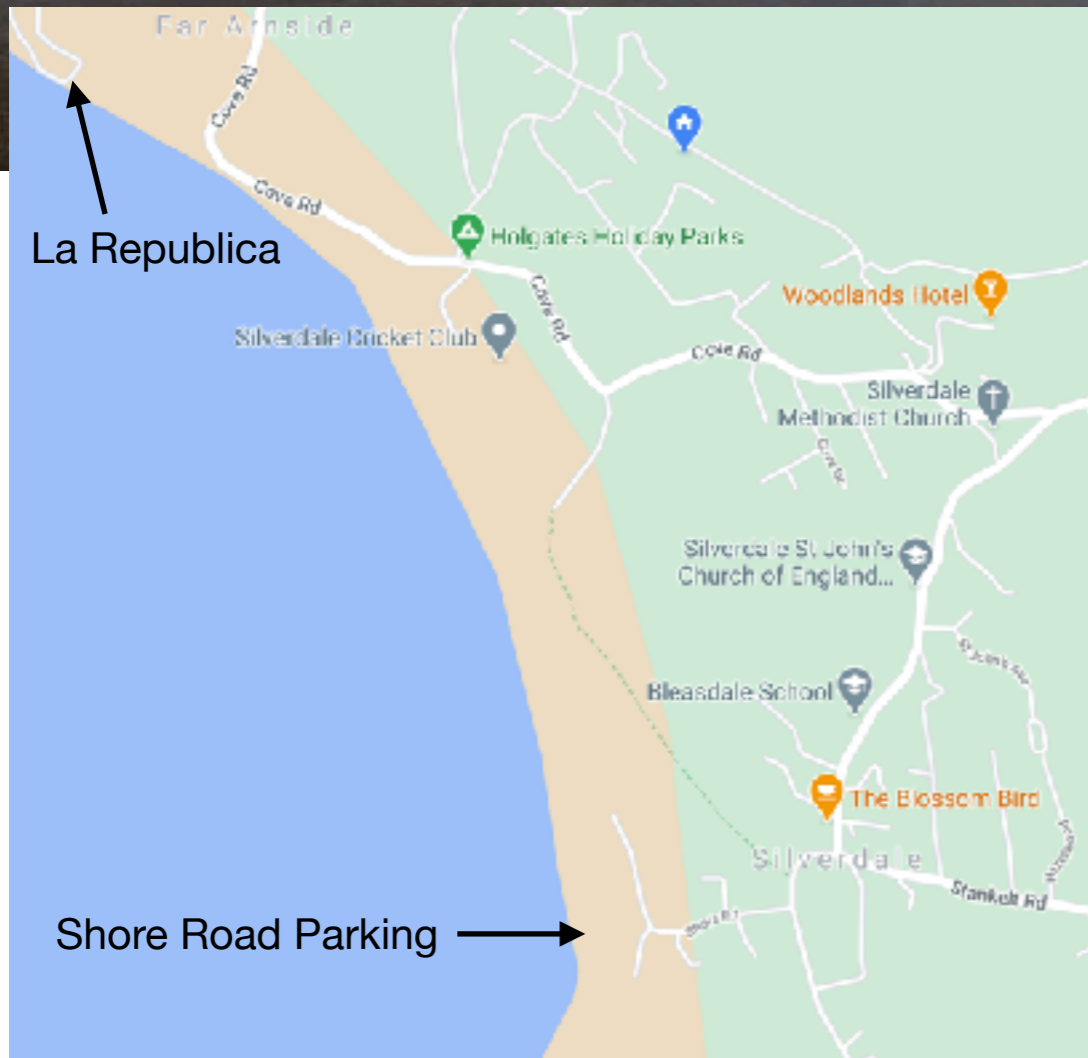 Far Arnside
Cove Rd
La Republica
Cove Rd
Holgates Holiday Parks
Woodlands Hotel
Silverdale Cricket Club
Cove Rd
Cove Rd
Silverdale
Methodist Church
Silverdale St John's
Church of England...
Bleasdale School
The Blossom Bird
Silverdale
Stankelt Rd
Shore Rd
Shore Road Parking